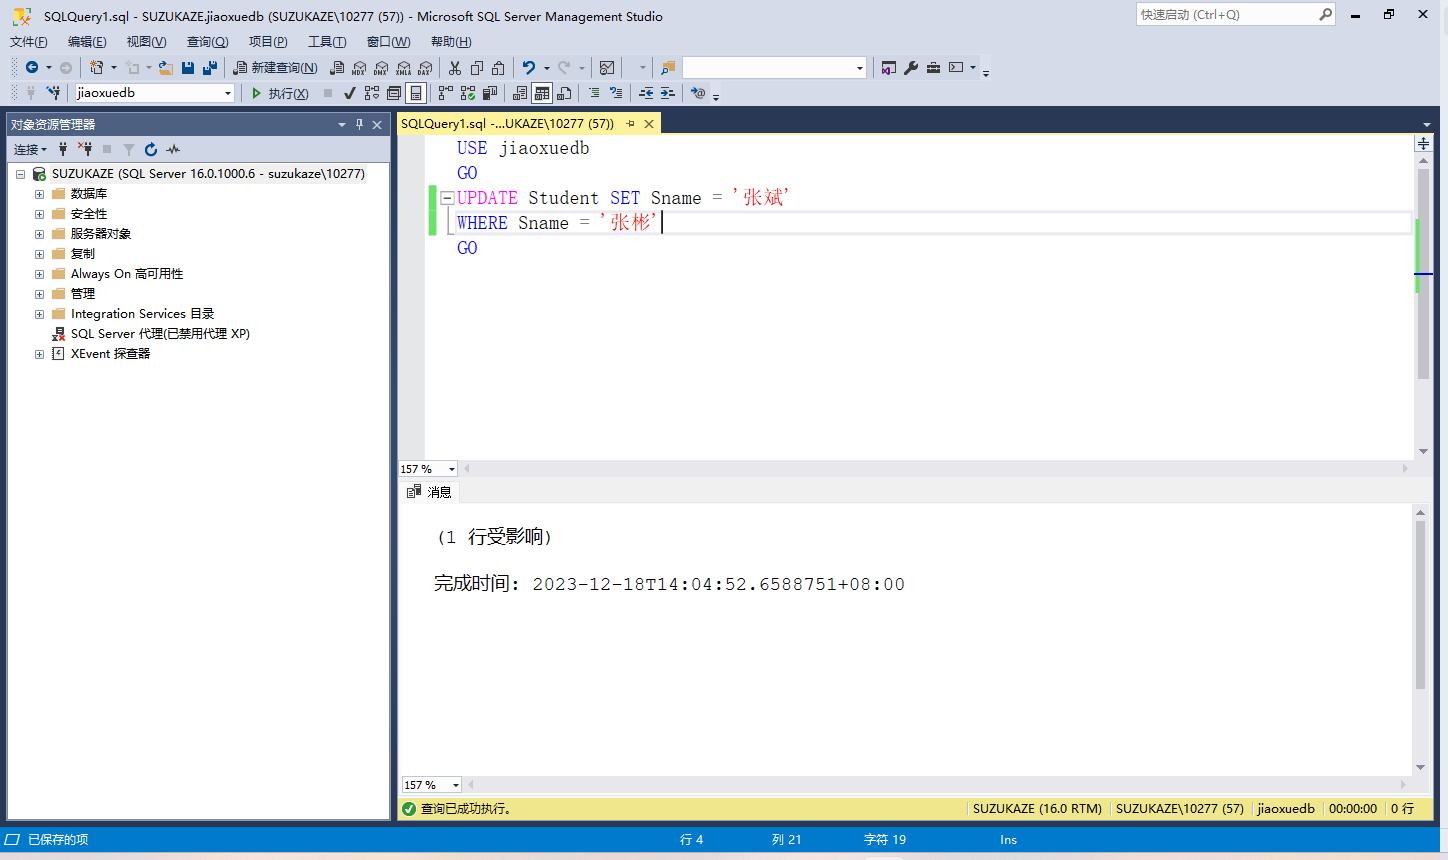 SQLQuery1.sql - SUZUKAZE.jiaoxuedb (SUZUKAZE\10277 (57)) - Microsoft SQL Server Management Studio
快速启动 (Ctrl+Q)
文件(F) 编辑(E) 视图(V) 查询(Q) 项目(P) 工具(T) 窗口(W) 帮助(H)
新建查询(N)
MDX DMX XMLA DAX
jiaoxuedb
执行(X)
对象资源管理器
连接
SUZUKAZE (SQL Server 16.0.1000.6 - suzukaze\10277)
数据库
安全性
服务器对象
复制
Always On 高可用性
管理
Integration Services 目录
SQL Server 代理(已禁用代理 XP)
XEvent 探查器
SQLQuery1.sql -...UKAZE\10277 (57))
USE jiaoxuedb
GO
UPDATE Student SET Sname = '张斌'
WHERE Sname = '张彬'
GO
157 %
消息
(1 行受影响)
完成时间: 2023-12-18T14:04:52.6588751+08:00
157 %
查询已成功执行。
SUZUKAZE (16.0 RTM) SUZUKAZE\10277 (57) jiaoxuedb 00:00:00 0 行
已保存的项 行 4 列 21 字符 19 Ins